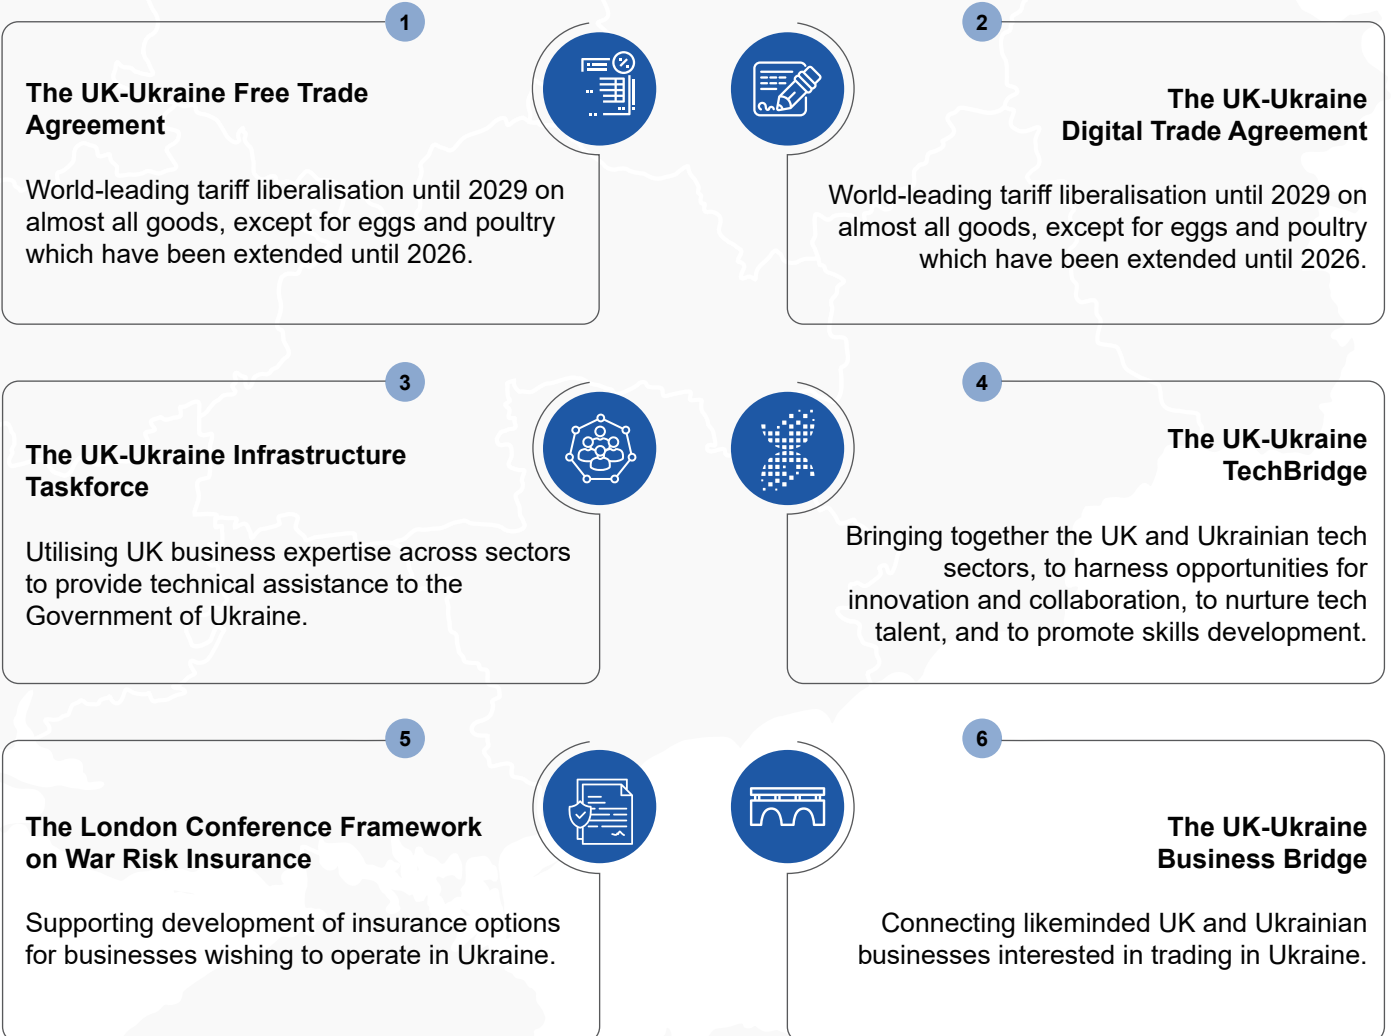 1
The UK-Ukraine Free Trade
Agreement
World-leading tariff liberalisation until 2029 on
almost all goods, except for eggs and poultry
which have been extended until 2026.
2
The UK-Ukraine
Digital Trade Agreement
World-leading tariff liberalisation until 2029 on
almost all goods, except for eggs and poultry
which have been extended until 2026.
3
The UK-Ukraine Infrastructure
Taskforce
Utilising UK business expertise across sectors
to provide technical assistance to the
Government of Ukraine.
4
The UK-Ukraine
TechBridge
Bringing together the UK and Ukrainian tech
sectors, to harness opportunities for
innovation and collaboration, to nurture tech
talent, and to promote skills development.
5
The London Conference Framework
on War Risk Insurance
Supporting development of insurance options
for businesses wishing to operate in Ukraine.
6
The UK-Ukraine
Business Bridge
Connecting likeminded UK and Ukrainian
businesses interested in trading in Ukraine.